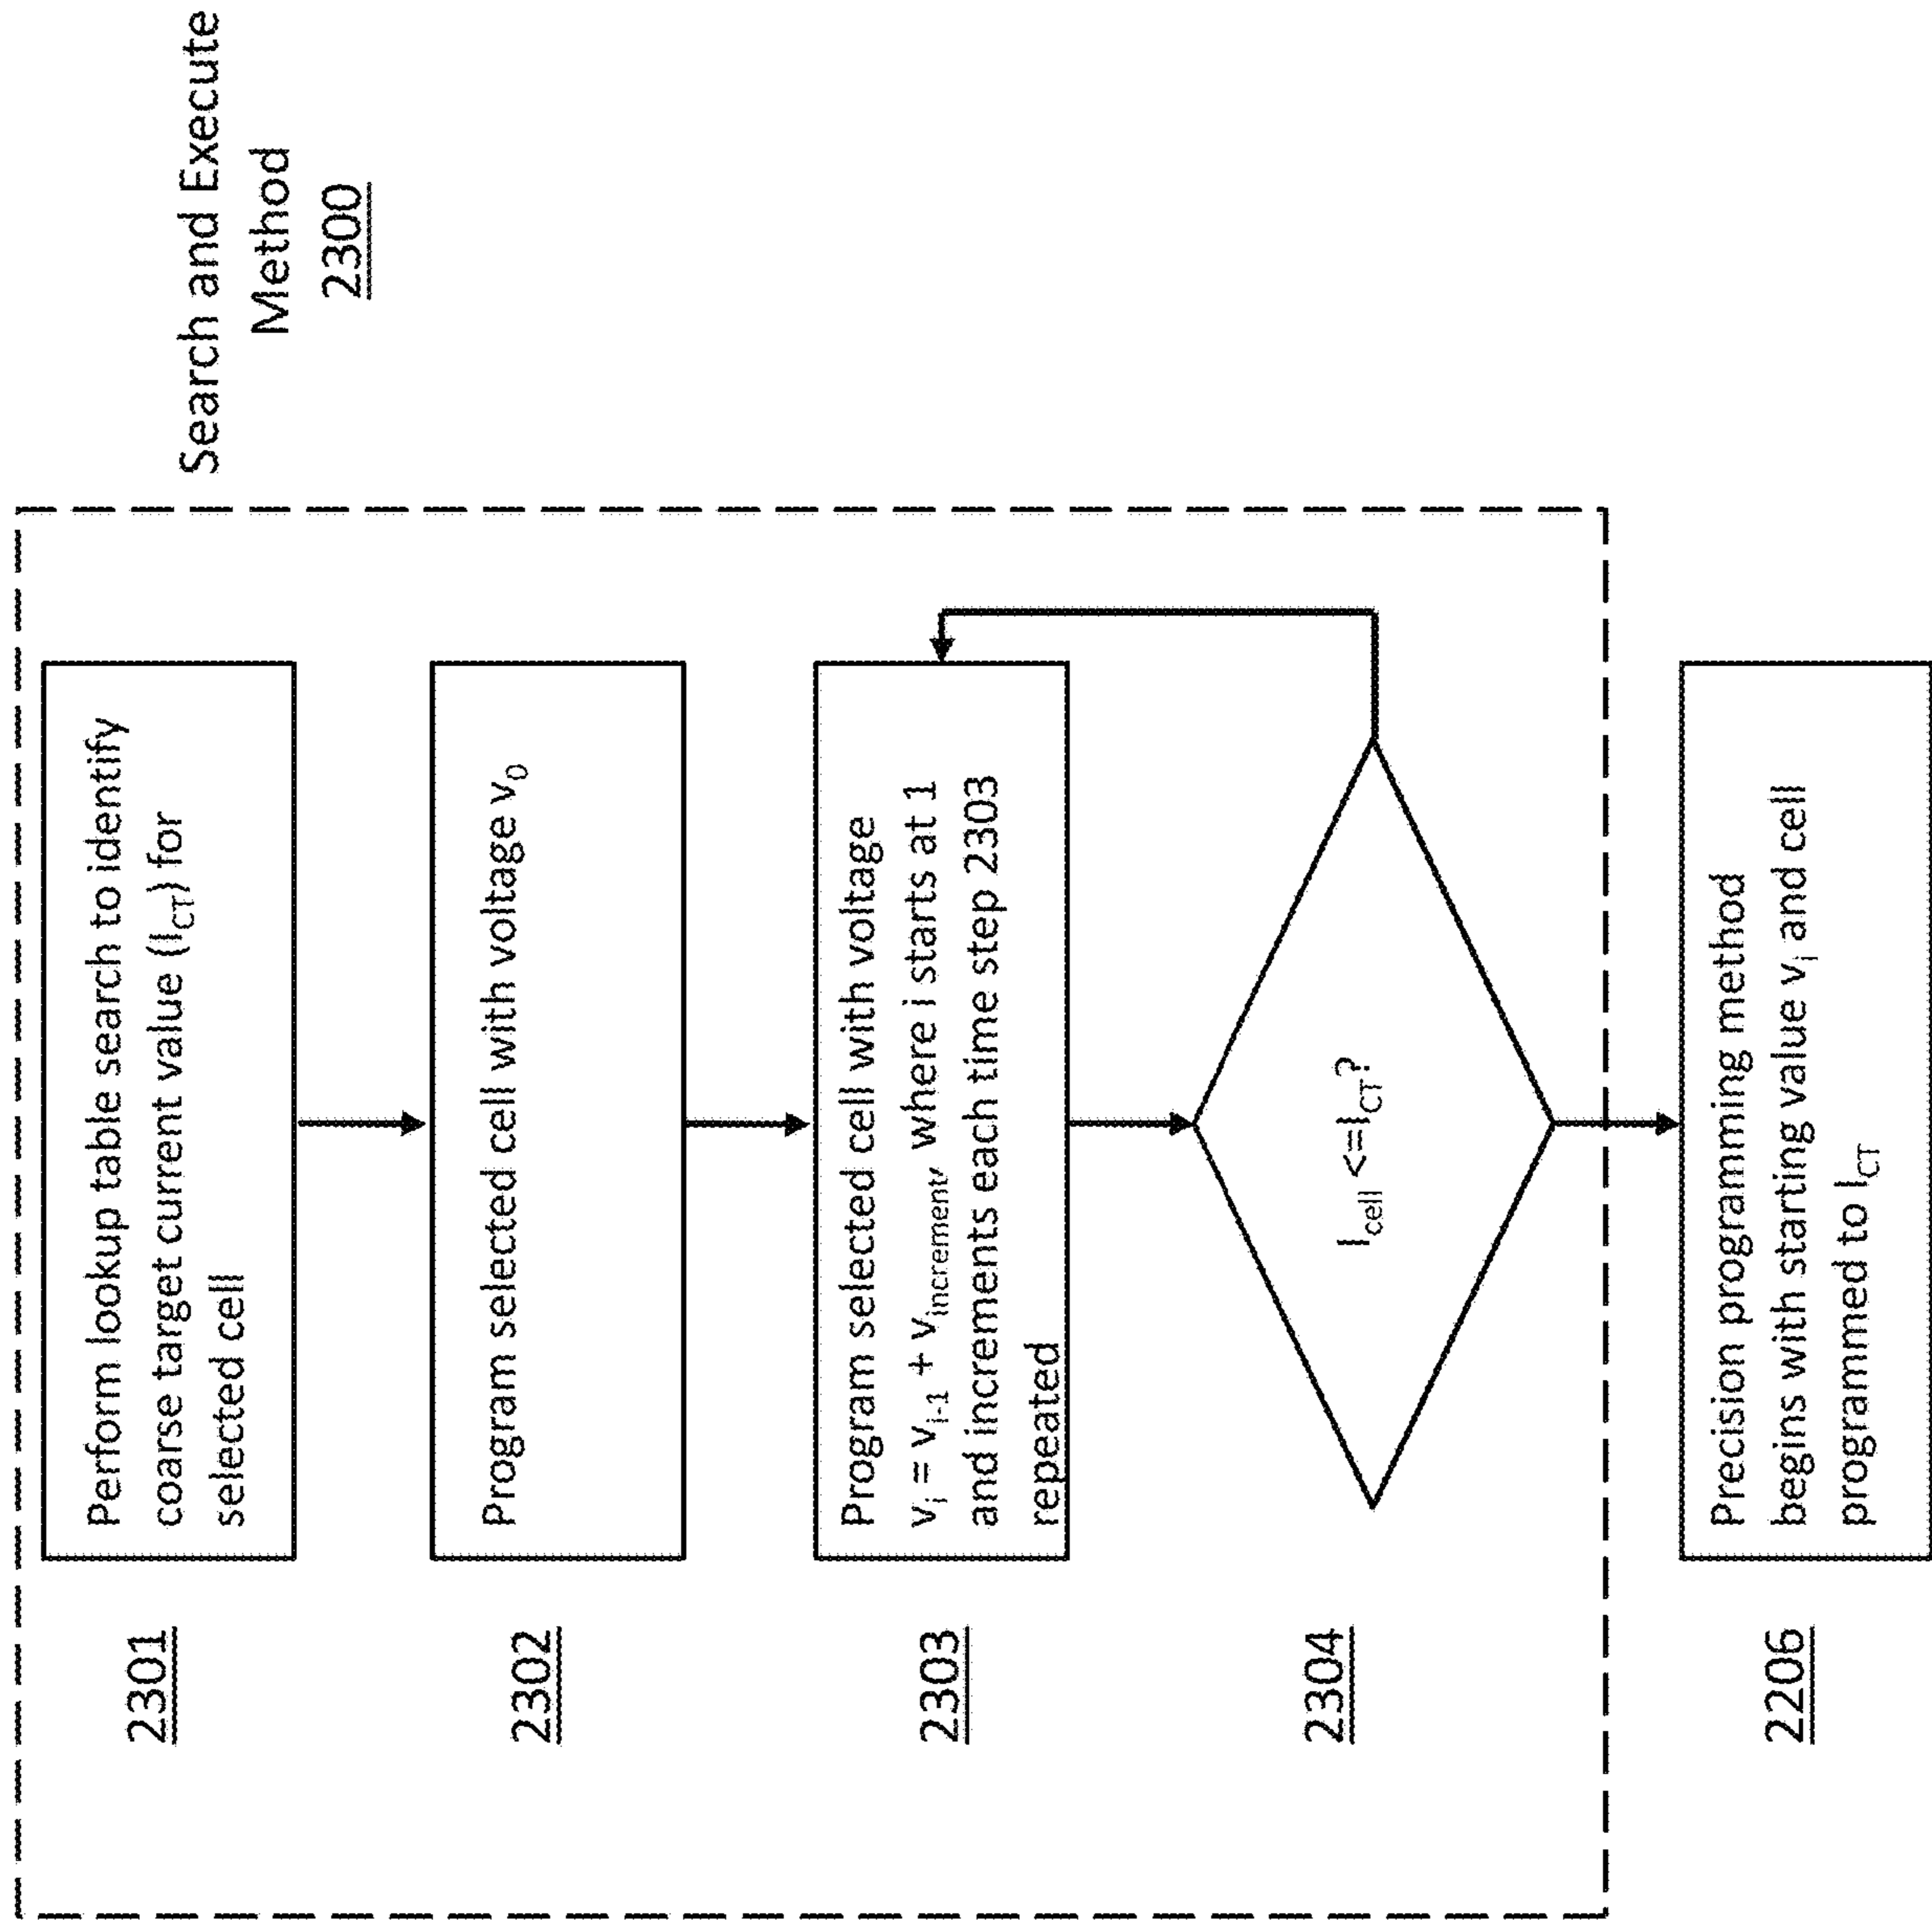 Search and Execute
Method
2300
2301
Perform lookup table search to identify
coarse target current value (I_CT) for
selected cell
2302
Program selected cell with voltage v_0
2303
Program selected cell with voltage
v_i = v_i-1 + v_increment, where i starts at 1
and increments each time step 2303
repeated
2304
I_cell <=I_CT?
2206
Precision programming method
begins with starting value v_i and cell
programmed to I_CT